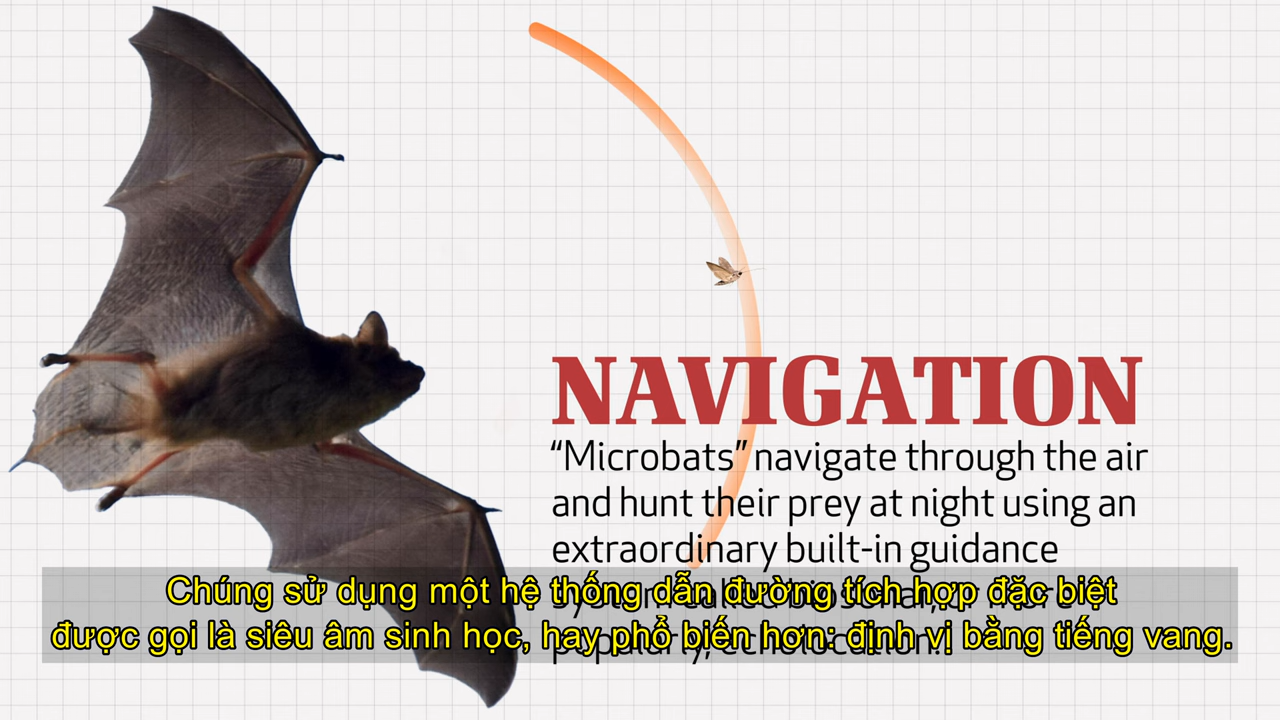 NAVIGATION
“Microbats” navigate through the air
and hunt their prey at night using an
extraordinary built-in guidance
Chúng sử dụng một hệ thống dẫn đường tích hợp đặc biệt
được gọi là siêu âm sinh học, hay phổ biến hơn: định vị bằng tiếng vang.